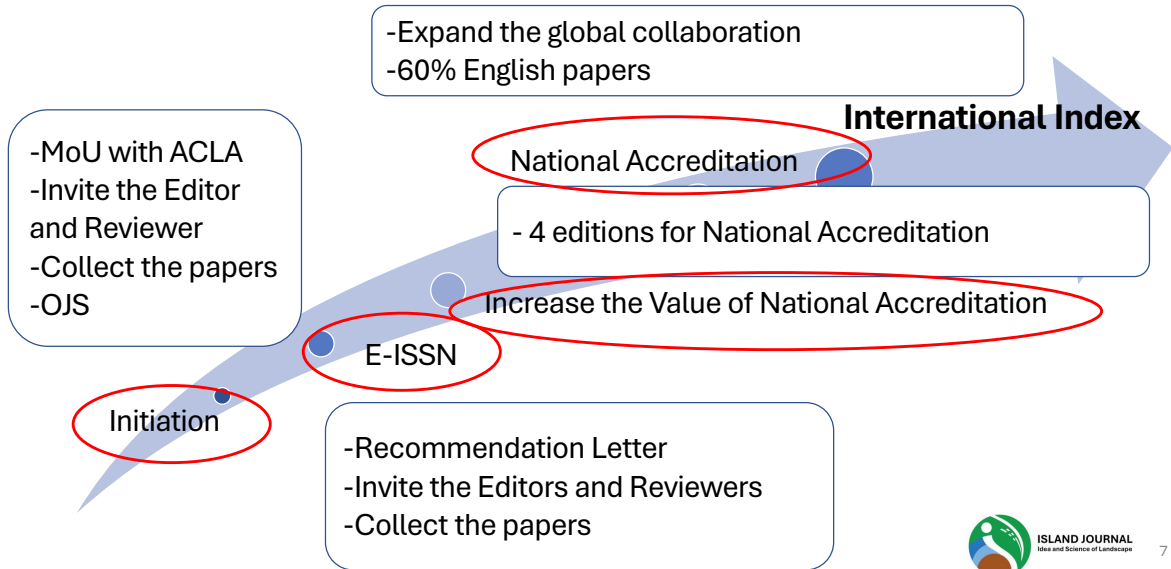 -Expand the global collaboration
-60% English papers
International Index
-MoU with ACLA
-Invite the Editor
and Reviewer
-Collect the papers
-OJS
National Accreditation
- 4 editions for National Accreditation
Increase the Value of National Accreditation
E-ISSN
Initiation
-Recommendation Letter
-Invite the Editors and Reviewers
-Collect the papers
ISLAND JOURNAL
Idea and Science of Landscape
7